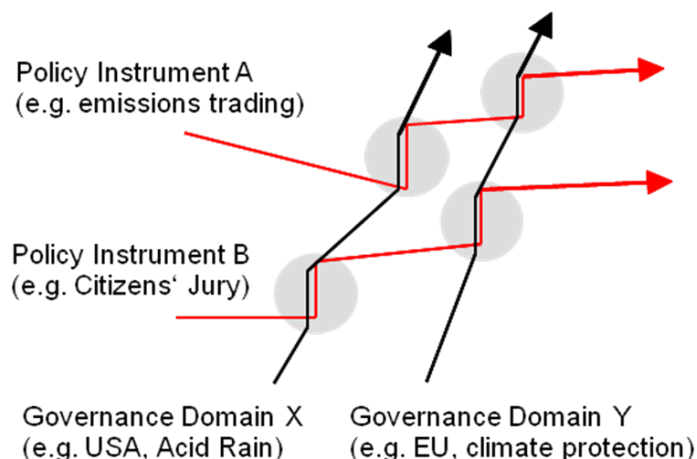 Policy Instrument A
(e.g. emissions trading)
Policy Instrument B
(e.g. Citizens‘ Jury)
Governance Domain X
(e.g. USA, Acid Rain)
Governance Domain Y
(e.g. EU, climate protection)